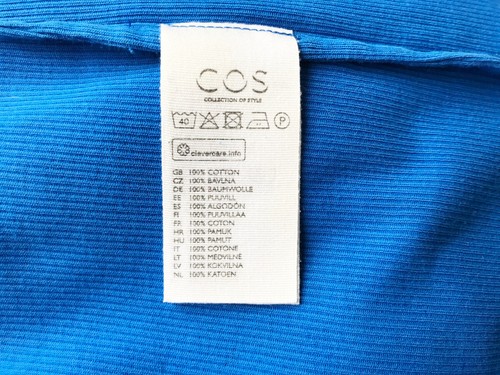 COS
COLLECTION OF STYLE
40 P
clevercare.info
GB 100% COTTON
CZ 100% BAVLNA
DE 100% BAUMWOLLE
EE 100% PUUVILL
ES 100% ALGODÓN
FI 100% PUUVILLAA
FR 100% COTON
HR 100% PAMUK
HU 100% PAMUT
IT 100% COTONE
LT 100% MEDVILNĖ
LV 100% KOKVILNA
NL 100% KATOEN